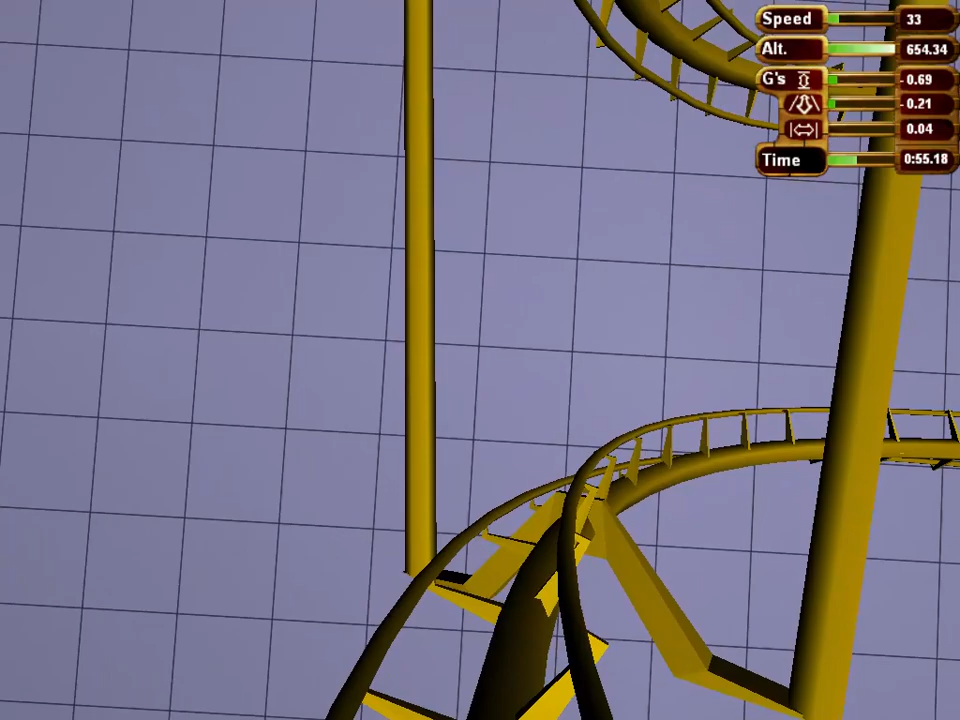 Speed 33
Alt. 654.34
G's -0.69
-0.21
0.04
Time 0:55.18